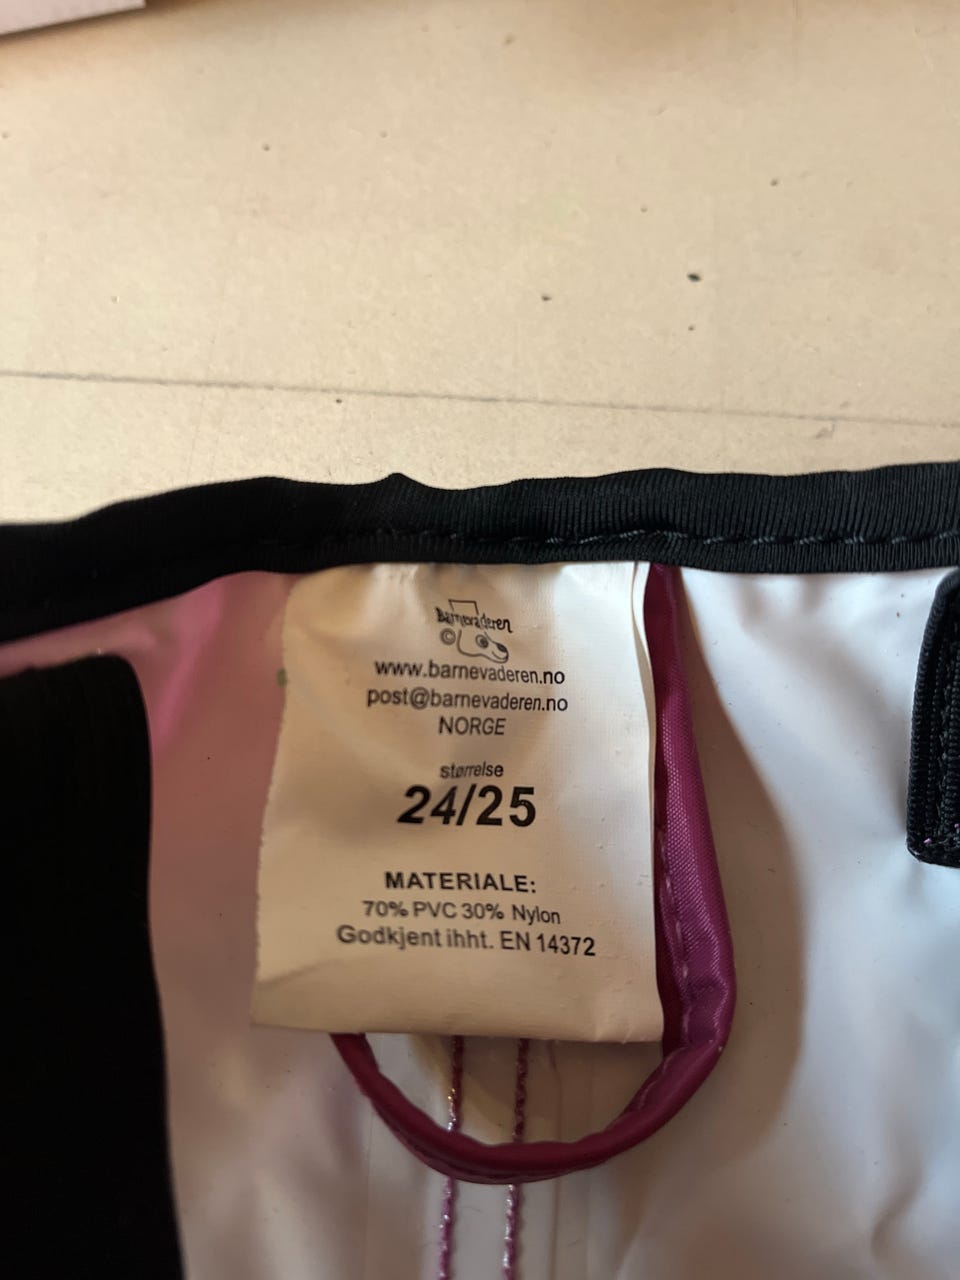 Barnevaderen
©
www.barnevaderen.no
post@barnevaderen.no
NORGE
størrelse
24/25
MATERIALE:
70% PVC 30% Nylon
Godkjent ihht. EN 14372